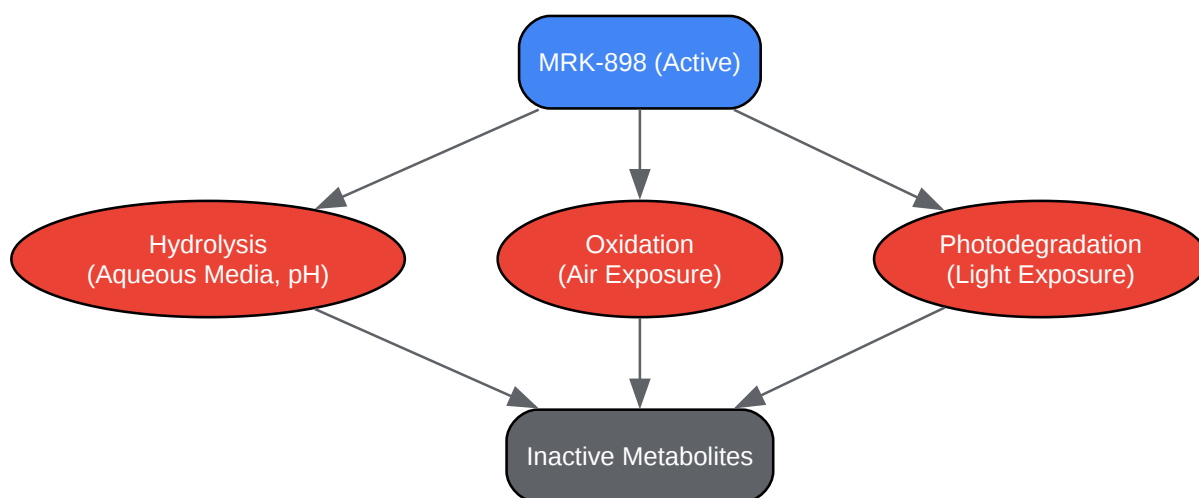 MRK-898 (Active)
Hydrolysis
(Aqueous Media, pH)
Oxidation
(Air Exposure)
Photodegradation
(Light Exposure)
Inactive Metabolites